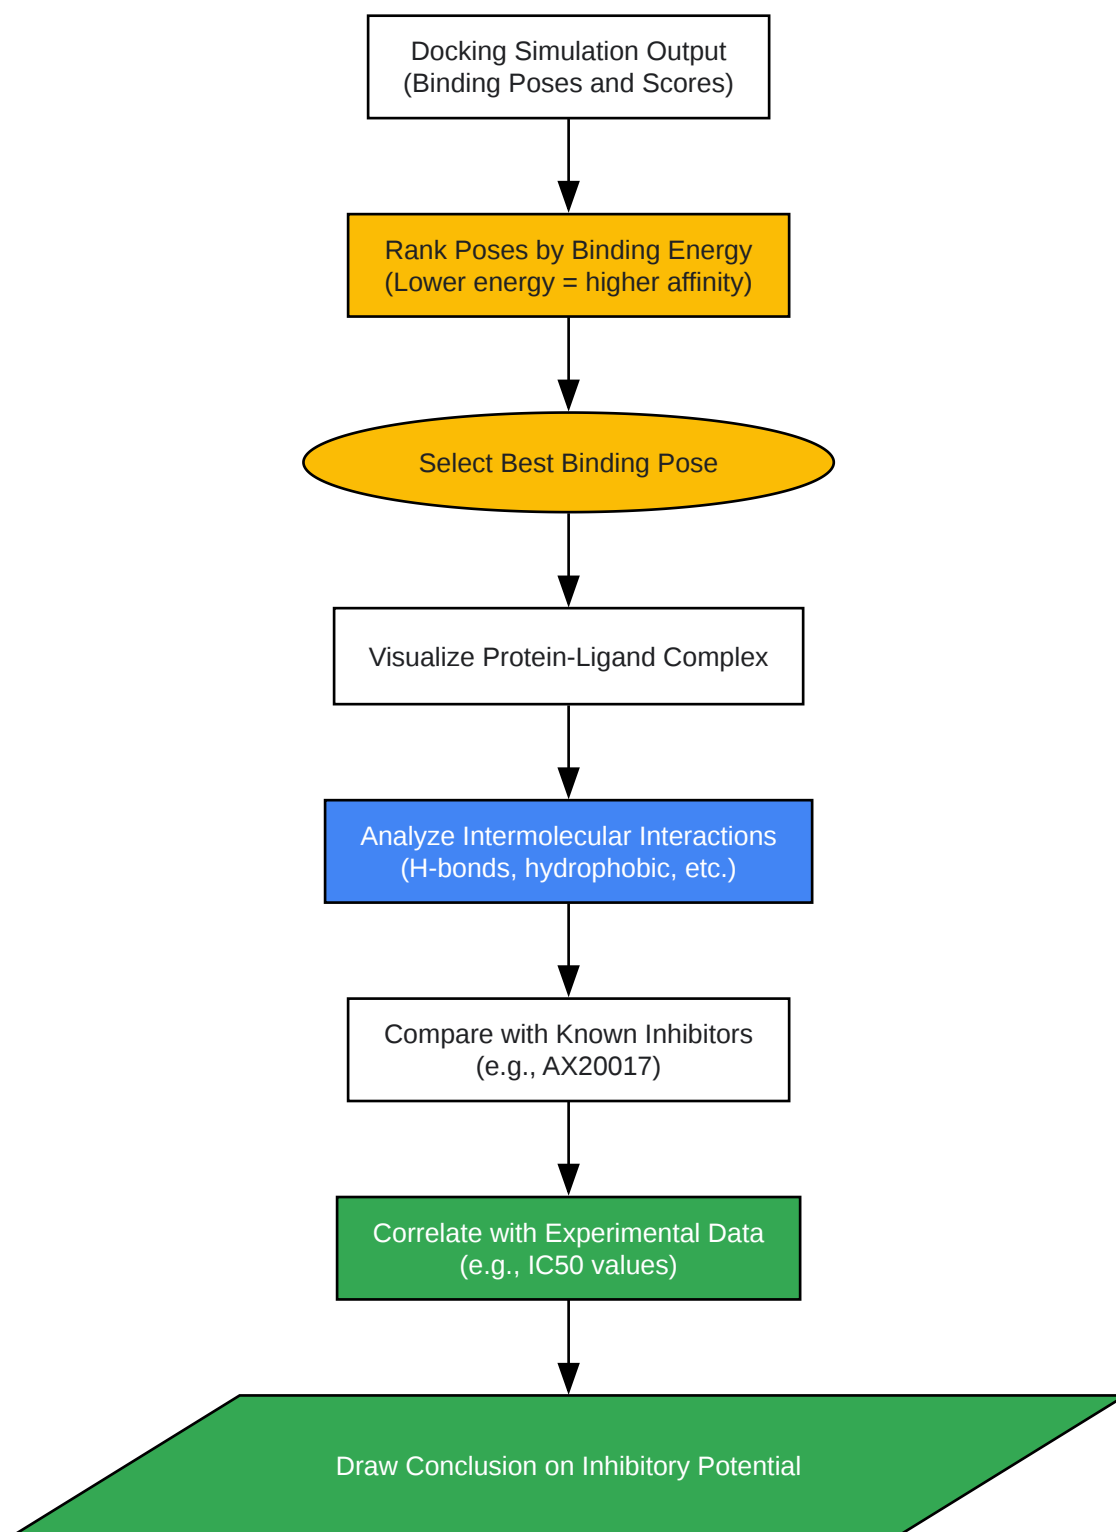 Docking Simulation Output
(Binding Poses and Scores)
Rank Poses by Binding Energy
(Lower energy = higher affinity)
Select Best Binding Pose
Visualize Protein-Ligand Complex
Analyze Intermolecular Interactions
(H-bonds, hydrophobic, etc.)
Compare with Known Inhibitors
(e.g., AX20017)
Correlate with Experimental Data
(e.g., IC50 values)
Draw Conclusion on Inhibitory Potential